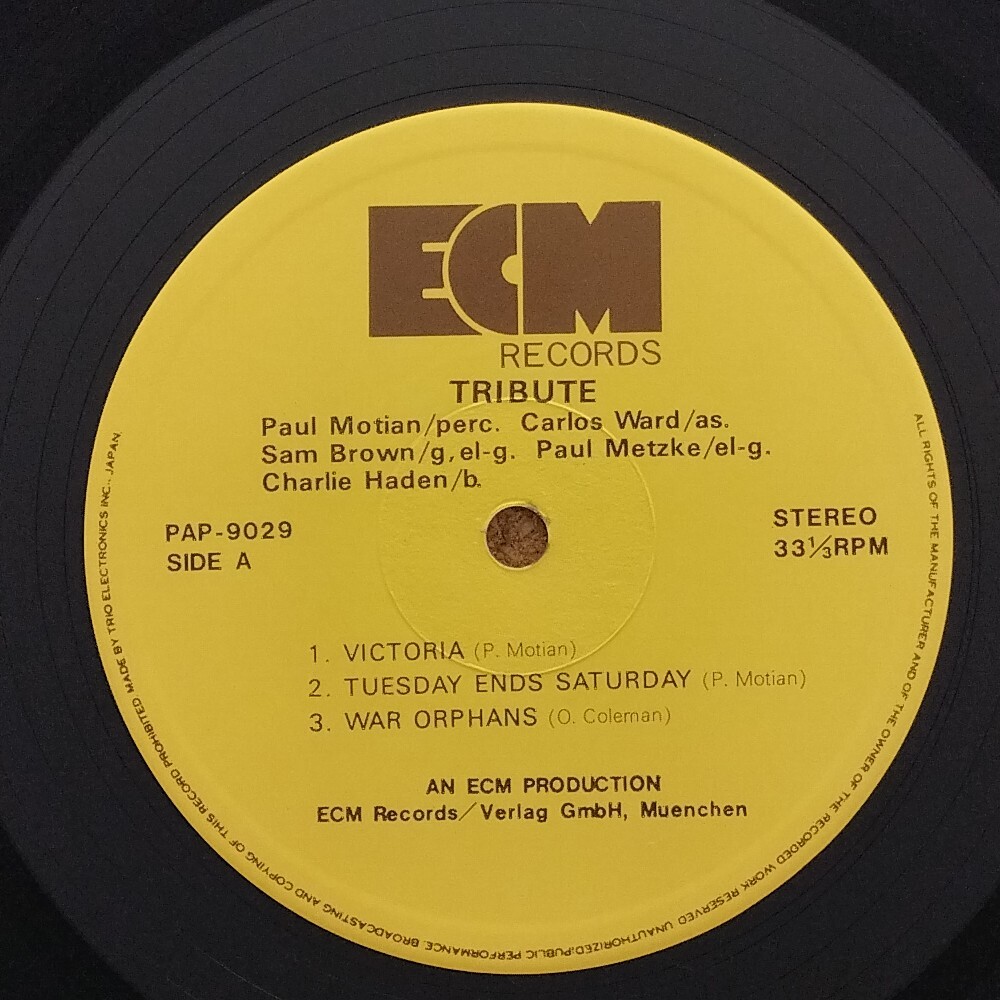 ECM
RECORDS
TRIBUTE
Paul Motian/perc. Carlos Ward/as.
Sam Brown/g,el-g. Paul Metzke/el-g.
Charlie Haden/b.
PAP-9029
SIDE A
STEREO
33⅓RPM
1. VICTORIA (P. Motian)
2. TUESDAY ENDS SATURDAY (P. Motian)
3. WAR ORPHANS (O. Coleman)
AN ECM PRODUCTION
ECM Records/Verlag GmbH, Muenchen
ALL RIGHTS OF THE MANUFACTURER AND OF THE OWNER OF THE RECORDED WORK RESERVED. UNAUTHORIZED:PUBLIC PERFORMANCE. BROADCASTING AND COPYING OF THIS RECORD PROHIBITED MADE BY TRIO ELECTRONICS INC., JAPAN.